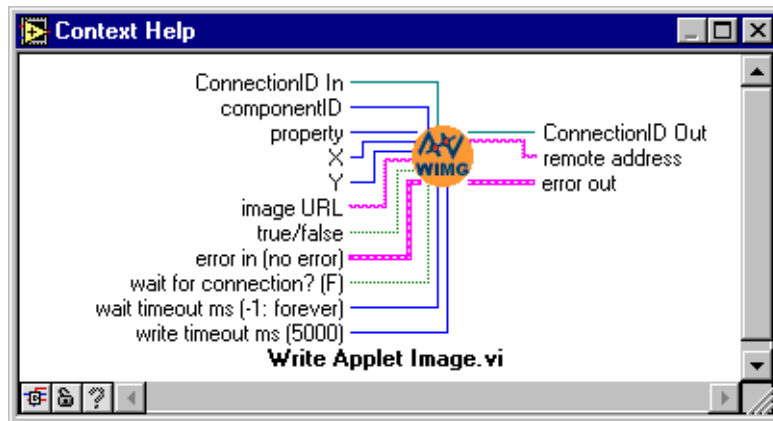 Context Help
ConnectionID In
componentID
property
X
Y
image URL
true/false
error in (no error)
wait for connection? (F)
wait timeout ms (-1: forever)
write timeout ms (5000)
WIMG
ConnectionID Out
remote address
error out
Write Applet Image.vi
?